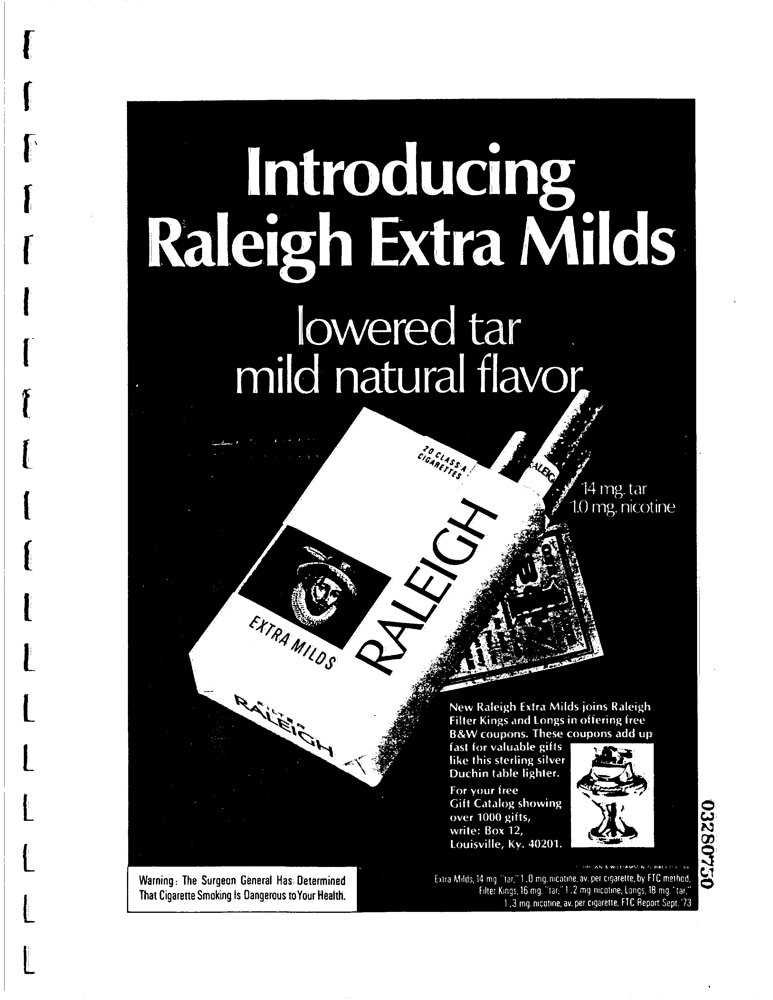 Introducing
Raleigh Extra Milds
lowered tar
mild natural flavor
20 CLASS A
CIGARETTES
RALEIGH
14 mg. tar
1.0 mg. nicotine
RALEIGH
EXTRA MILDS
FILTER
RALEIGH
New Raleigh Extra Milds joins Raleigh
Filter Kings and Longs in offering free
B&W coupons. These coupons add up
fast for valuable gifts
like this sterling silver
Duchin table lighter.
For your free
Gift Catalog showing
over 1000 gifts,
write: Box 12,
Louisville, Ky. 40201.
03280750
Warning: The Surgeon General Has Determined
That Cigarette Smoking Is Dangerous to Your Health.
Extra Milds, 14 mg. "tar," 1.0 mg. nicotine, av. per cigarette, by FTC method.
Filter Kings, 16 mg. "tar," 1.2 mg. nicotine; Longs, 18 mg. "tar,"
1.3 mg. nicotine, av. per cigarette, FTC Report Sept. '73